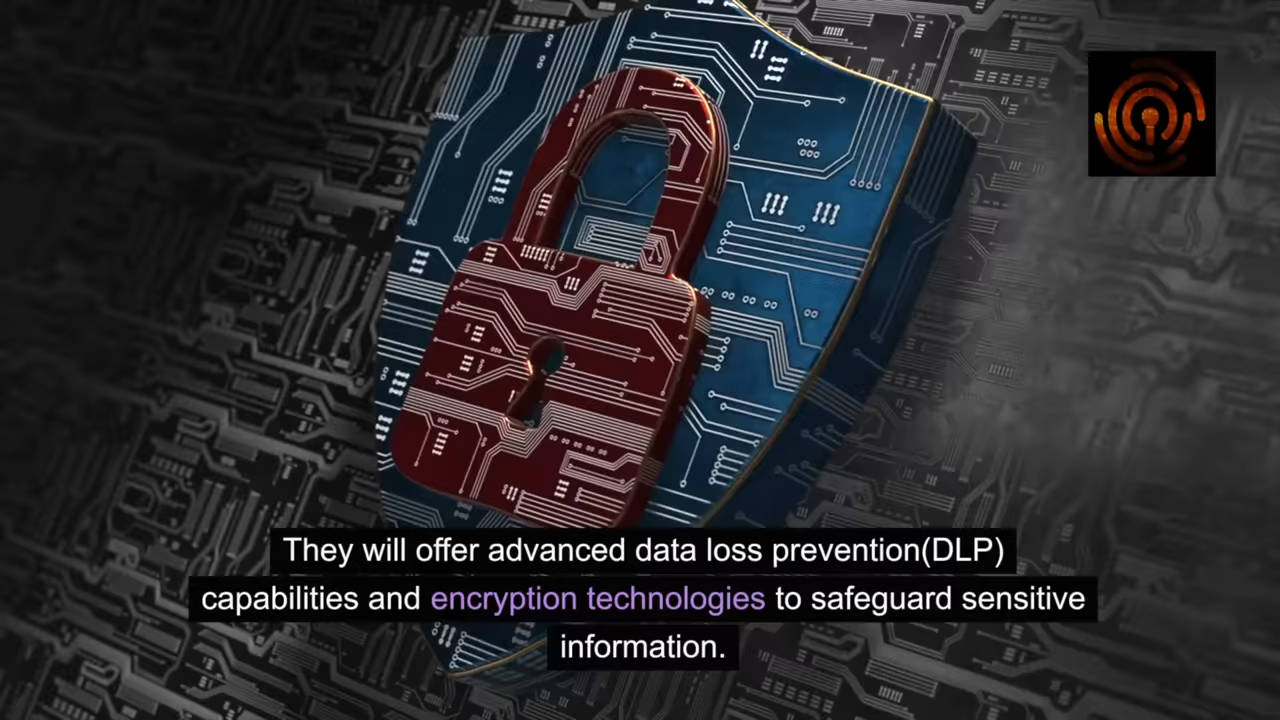 They will offer advanced data loss prevention(DLP)
capabilities and encryption technologies to safeguard sensitive
information.